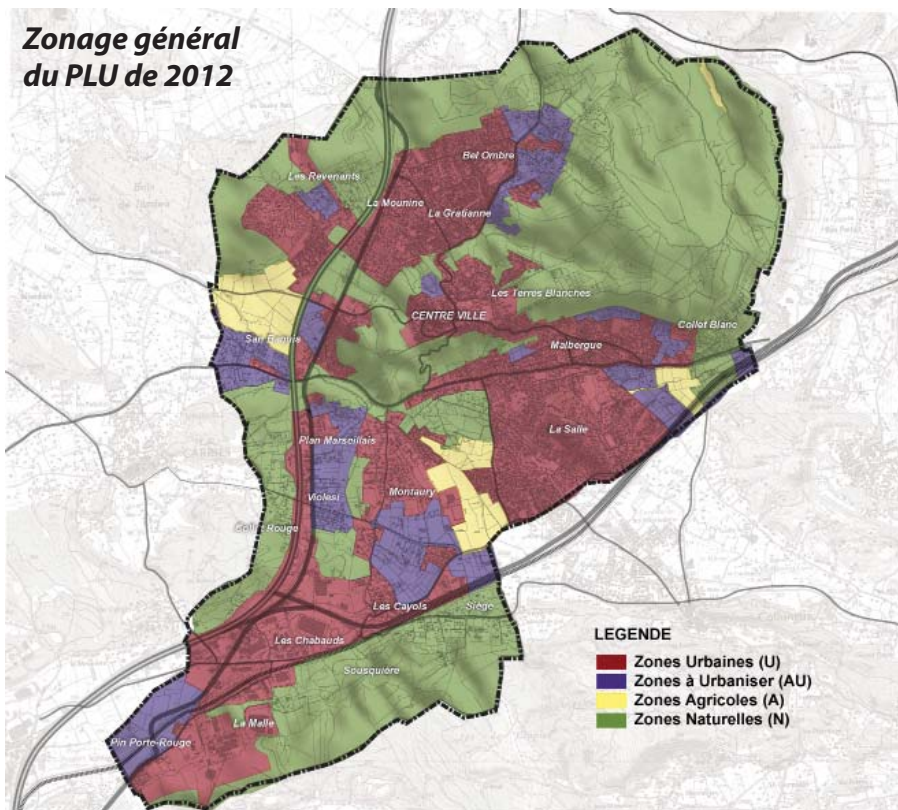 Zonage général
du PLU de 2012
Bel Ombre
Les Revenants
La Mounine
La Gratianne
Les Terres Blanches
CENTRE VILLE
Collet Blanc
San Baquis
Malbergue
La Salle
Plan Marseillais
Montaury
Violesi
Rouge
Les Cayols
Siège
Les Chabauds
Sousquière
La Malle
Pin Porte-Rouge
LEGENDE
Zones Urbaines (U)
Zones à Urbaniser (AU)
Zones Agricoles (A)
Zones Naturelles (N)